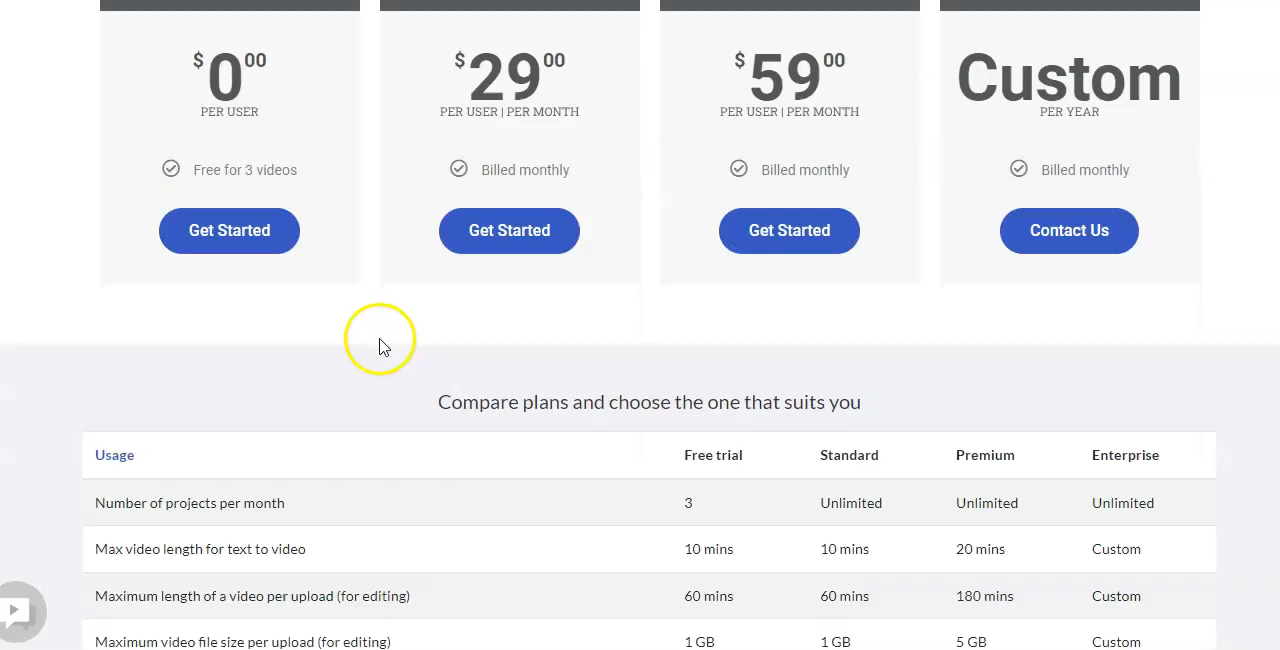 $ 0 00
PER USER
Free for 3 videos
Get Started
$ 29 00
PER USER | PER MONTH
Billed monthly
Get Started
$ 59 00
PER USER | PER MONTH
Billed monthly
Get Started
Custom
PER YEAR
Billed monthly
Contact Us
Compare plans and choose the one that suits you
Usage Free trial Standard Premium Enterprise
Number of projects per month 3 Unlimited Unlimited Unlimited
Max video length for text to video 10 mins 10 mins 20 mins Custom
Maximum length of a video per upload (for editing) 60 mins 60 mins 180 mins Custom
Maximum video file size per upload (for editing) 1 GB 1 GB 5 GB Custom